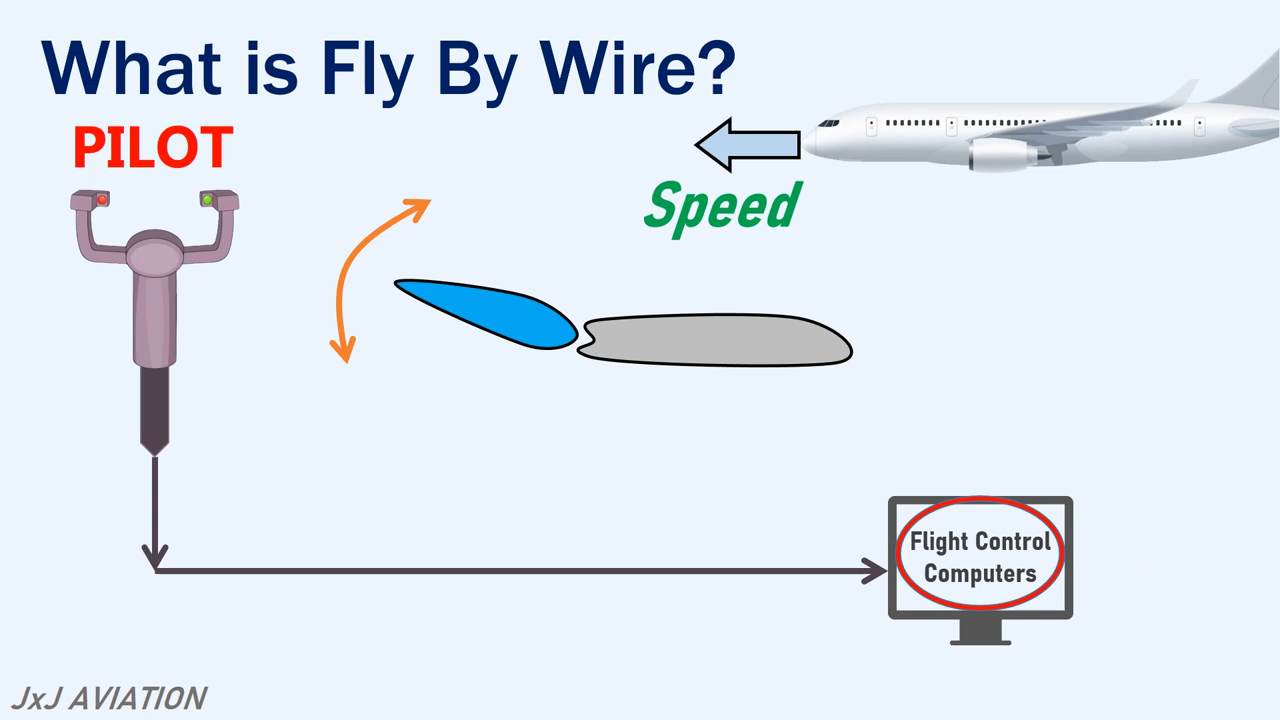 What is Fly By Wire?
PILOT
Speed
Flight Control
Computers
JxJ AVIATION